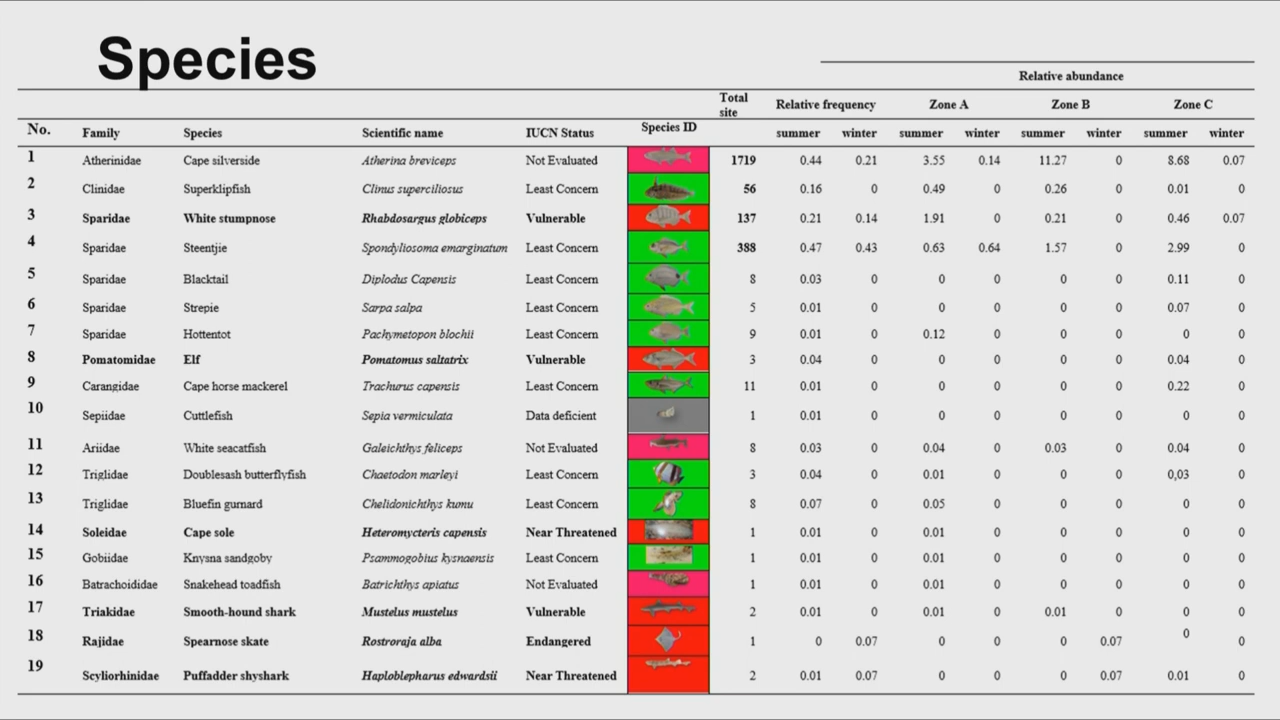 Species
Relative abundance
Total site Relative frequency Zone A Zone B Zone C
No. Family Species Scientific name IUCN Status Species ID summer winter summer winter summer winter summer winter
1 Atherinidae Cape silverside Atherina breviceps Not Evaluated 1719 0.44 0.21 3.55 0.14 11.27 0 8.68 0.07
2 Clinidae Superklipfish Clinus superciliosus Least Concern 56 0.16 0 0.49 0 0.26 0 0.01 0
3 Sparidae White stumpnose Rhabdosargus globiceps Vulnerable 137 0.21 0.14 1.91 0 0.21 0 0.46 0.07
4 Sparidae Steentjie Spondyliosoma emarginatum Least Concern 388 0.47 0.43 0.63 0.64 1.57 0 2.99 0
5 Sparidae Blacktail Diplodus Capensis Least Concern 8 0.03 0 0 0 0 0 0.11 0
6 Sparidae Strepie Sarpa salpa Least Concern 5 0.01 0 0 0 0 0 0.07 0
7 Sparidae Hottentot Pachymetopon blochii Least Concern 9 0.01 0 0.12 0 0 0 0 0
8 Pomatomidae Elf Pomatomus saltatrix Vulnerable 3 0.04 0 0 0 0 0 0.04 0
9 Carangidae Cape horse mackerel Trachurus capensis Least Concern 11 0.01 0 0 0 0 0 0.22 0
10 Sepiidae Cuttlefish Sepia vermiculata Data deficient 1 0.01 0 0 0 0 0 0 0
11 Ariidae White seacatfish Galeichthys feliceps Not Evaluated 8 0.03 0 0.04 0 0.03 0 0.04 0
12 Triglidae Doublesash butterflyfish Chaetodon marleyi Least Concern 3 0.04 0 0.01 0 0 0 0,03 0
13 Triglidae Bluefin gurnard Chelidonichthys kumu Least Concern 8 0.07 0 0.05 0 0 0 0 0
14 Soleidae Cape sole Heteromycteris capensis Near Threatened 1 0.01 0 0.01 0 0 0 0 0
15 Gobiidae Knysna sandgoby Psammogobius kysnaensis Least Concern 1 0.01 0 0.01 0 0 0 0 0
16 Batrachoididae Snakehead toadfish Batrichthys apiatus Not Evaluated 1 0.01 0 0.01 0 0 0 0 0
17 Triakidae Smooth-hound shark Mustelus mustelus Vulnerable 2 0.01 0 0.01 0 0.01 0 0 0
18 Rajidae Spearnose skate Rostroraja alba Endangered 1 0 0.07 0 0 0 0.07 0 0
19 Scyliorhinidae Puffadder shyshark Haploblepharus edwardsii Near Threatened 2 0.01 0.07 0 0 0 0.07 0.01 0